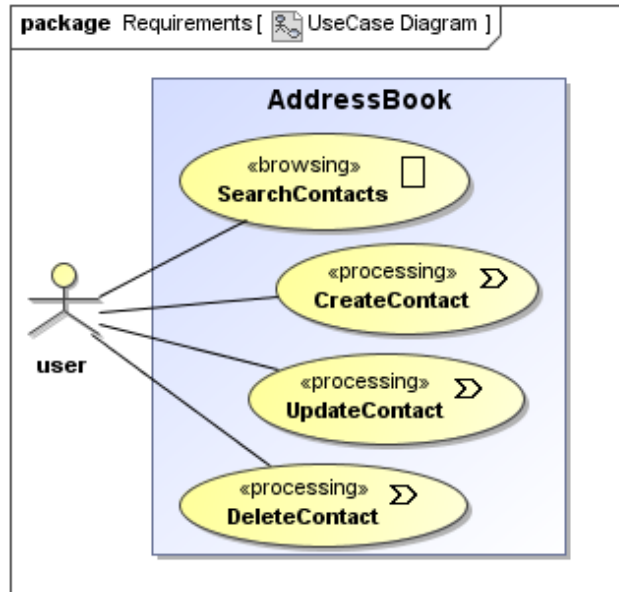 package Requirements [ UseCase Diagram ]
AddressBook
«browsing»
SearchContacts
«processing»
CreateContact
user
«processing»
UpdateContact
«processing»
DeleteContact